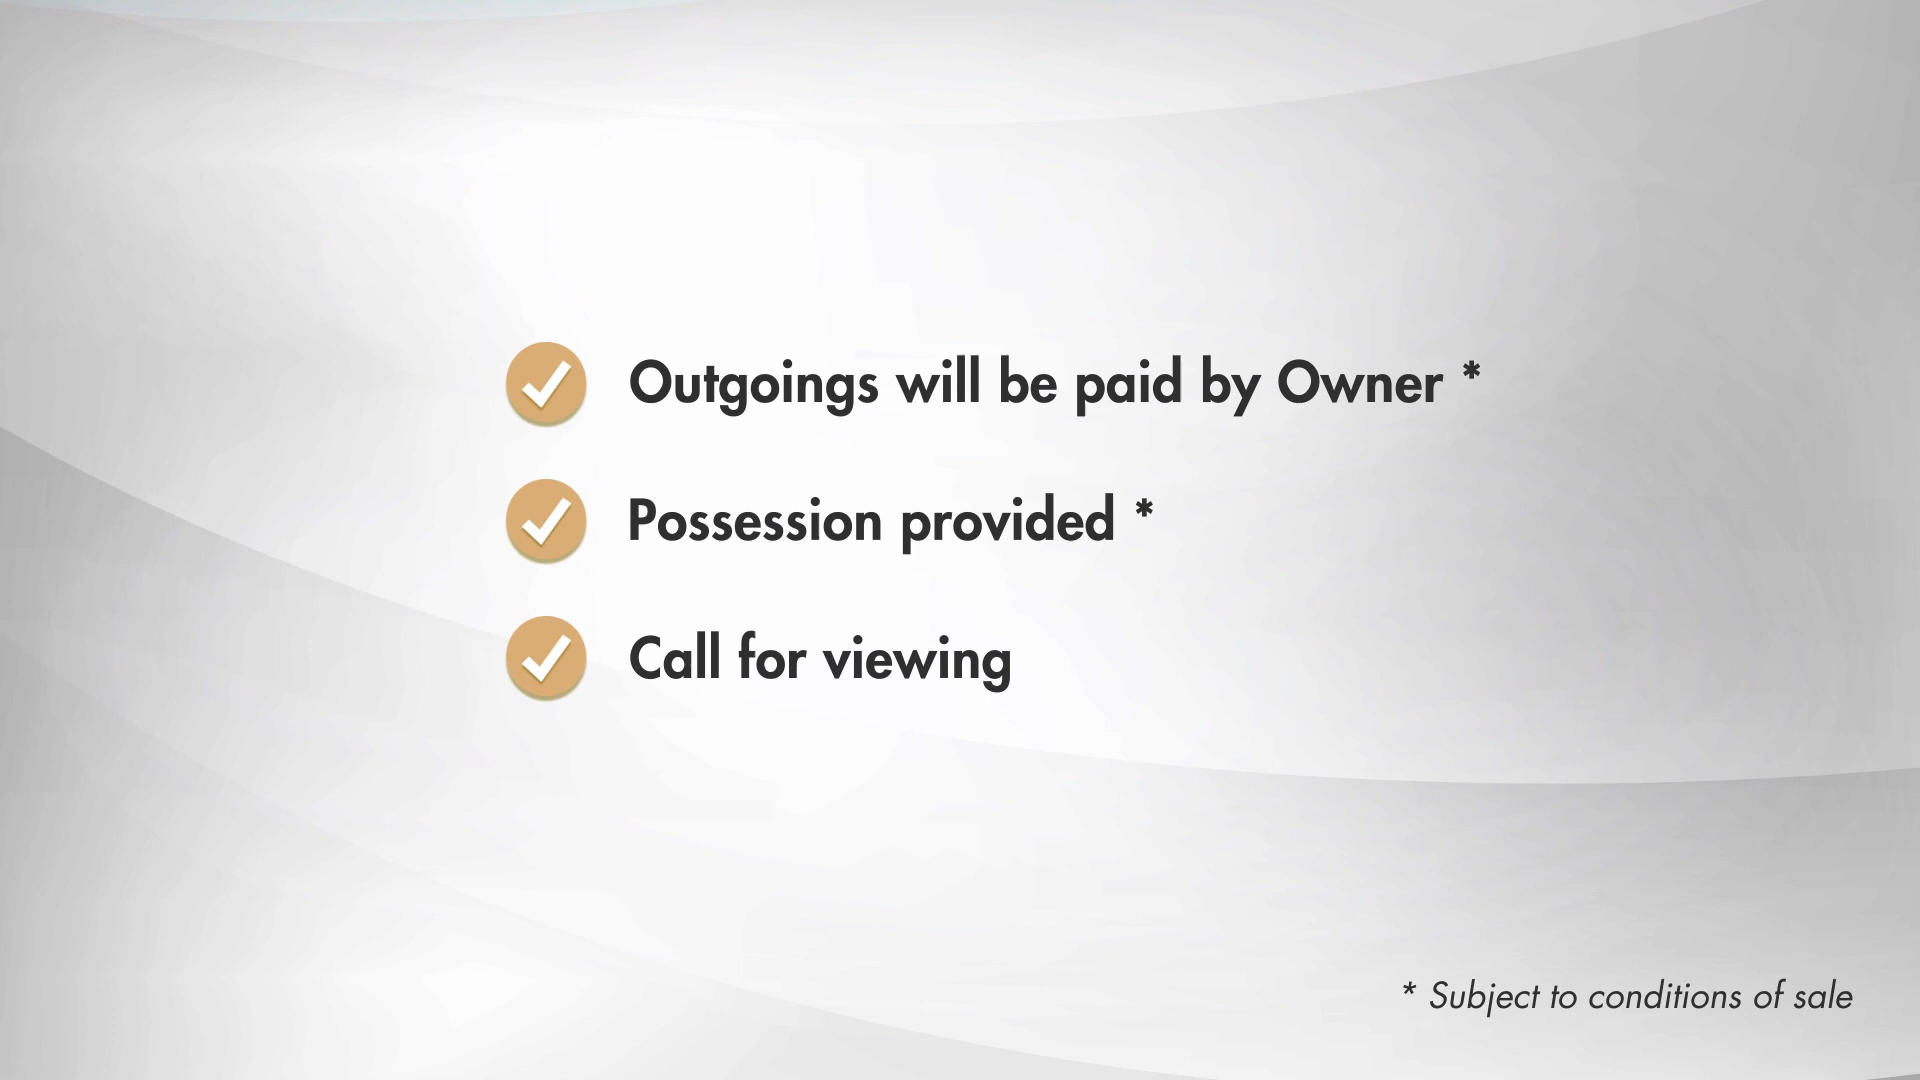 Outgoings will be paid by Owner *
Possession provided *
Call for viewing
* Subject to conditions of sale